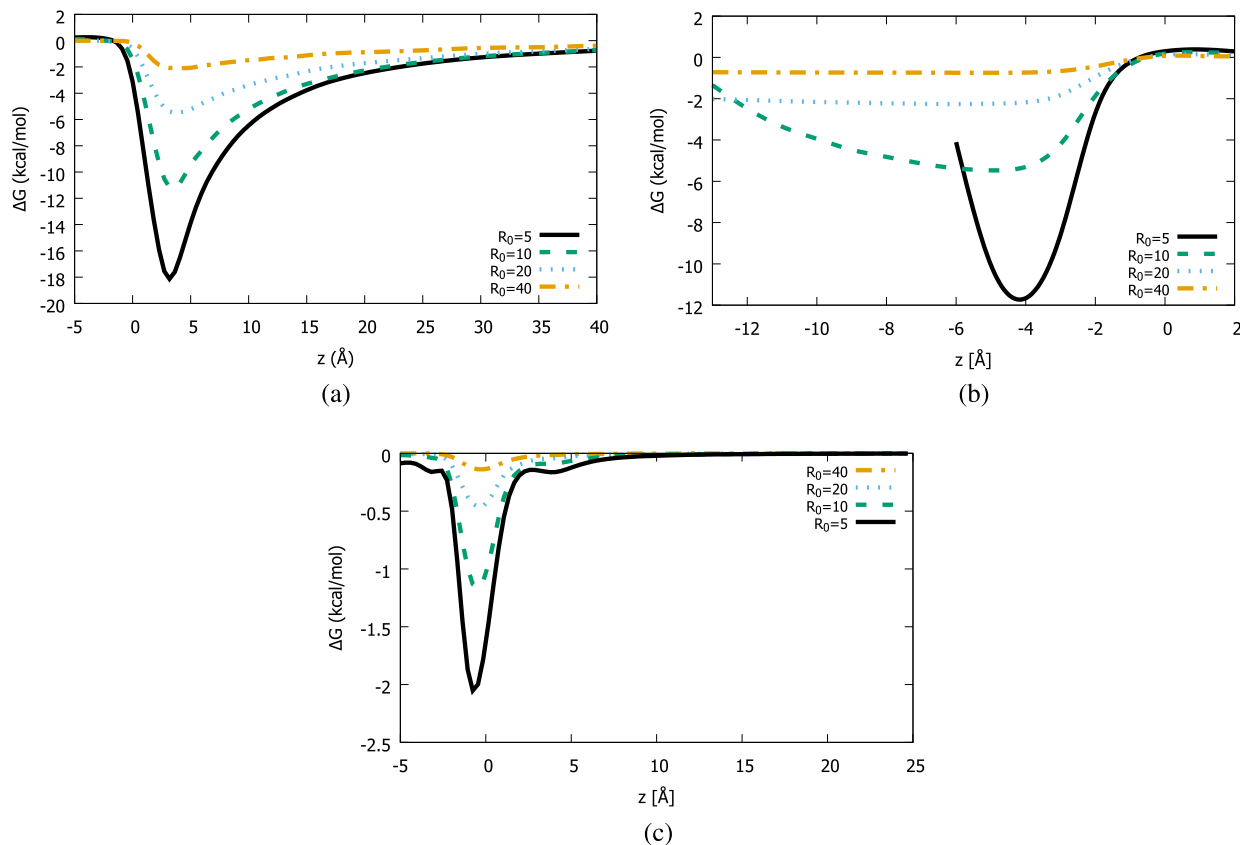 2
0
-2
-4
-6
-8
-10
-12
-14
-16
-18
-20
ΔG (kcal/mol)
R0=5
R0=10
R0=20
R0=40
-5 0 5 10 15 20 25 30 35 40
z (Å)
(a)
2
0
-2
-4
-6
-8
-10
-12
ΔG (kcal/mol)
R0=5
R0=10
R0=20
R0=40
-12 -10 -8 -6 -4 -2 0 2
z [Å]
(b)
0
-0.5
-1
-1.5
-2
-2.5
ΔG (kcal/mol)
R0=40
R0=20
R0=10
R0=5
-5 0 5 10 15 20 25
z [Å]
(c)